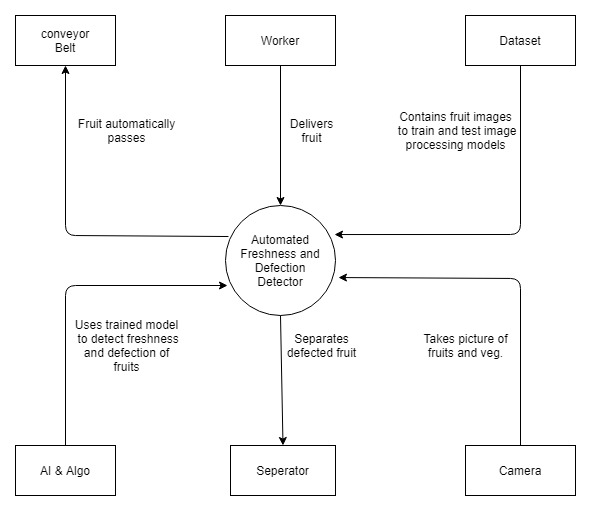 conveyor
Belt
Worker
Dataset
Fruit automatically
passes
Delivers
fruit
Contains fruit images
to train and test image
processing models
Automated
Freshness and
Defection
Detector
Uses trained model
to detect freshness
and defection of
fruits
Separates
defected fruit
Takes picture of
fruits and veg.
AI & Algo
Seperator
Camera